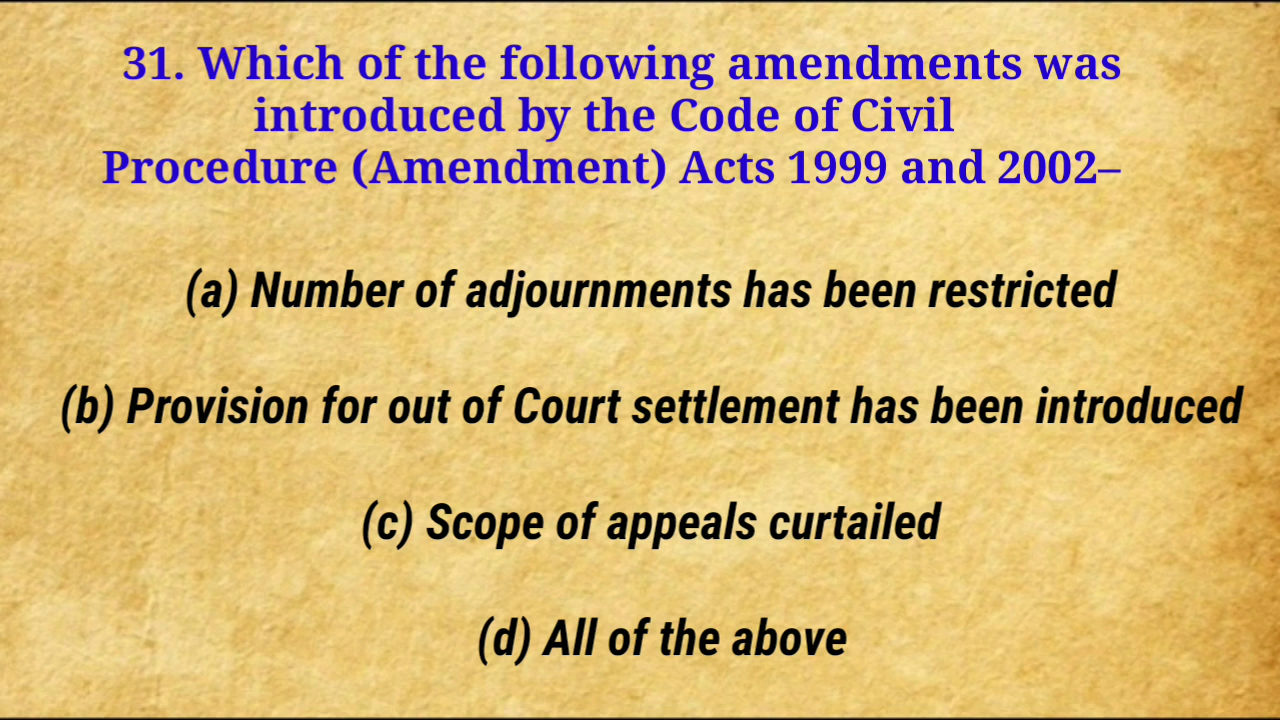 31. Which of the following amendments was
introduced by the Code of Civil
Procedure (Amendment) Acts 1999 and 2002–
(a) Number of adjournments has been restricted
(b) Provision for out of Court settlement has been introduced
(c) Scope of appeals curtailed
(d) All of the above